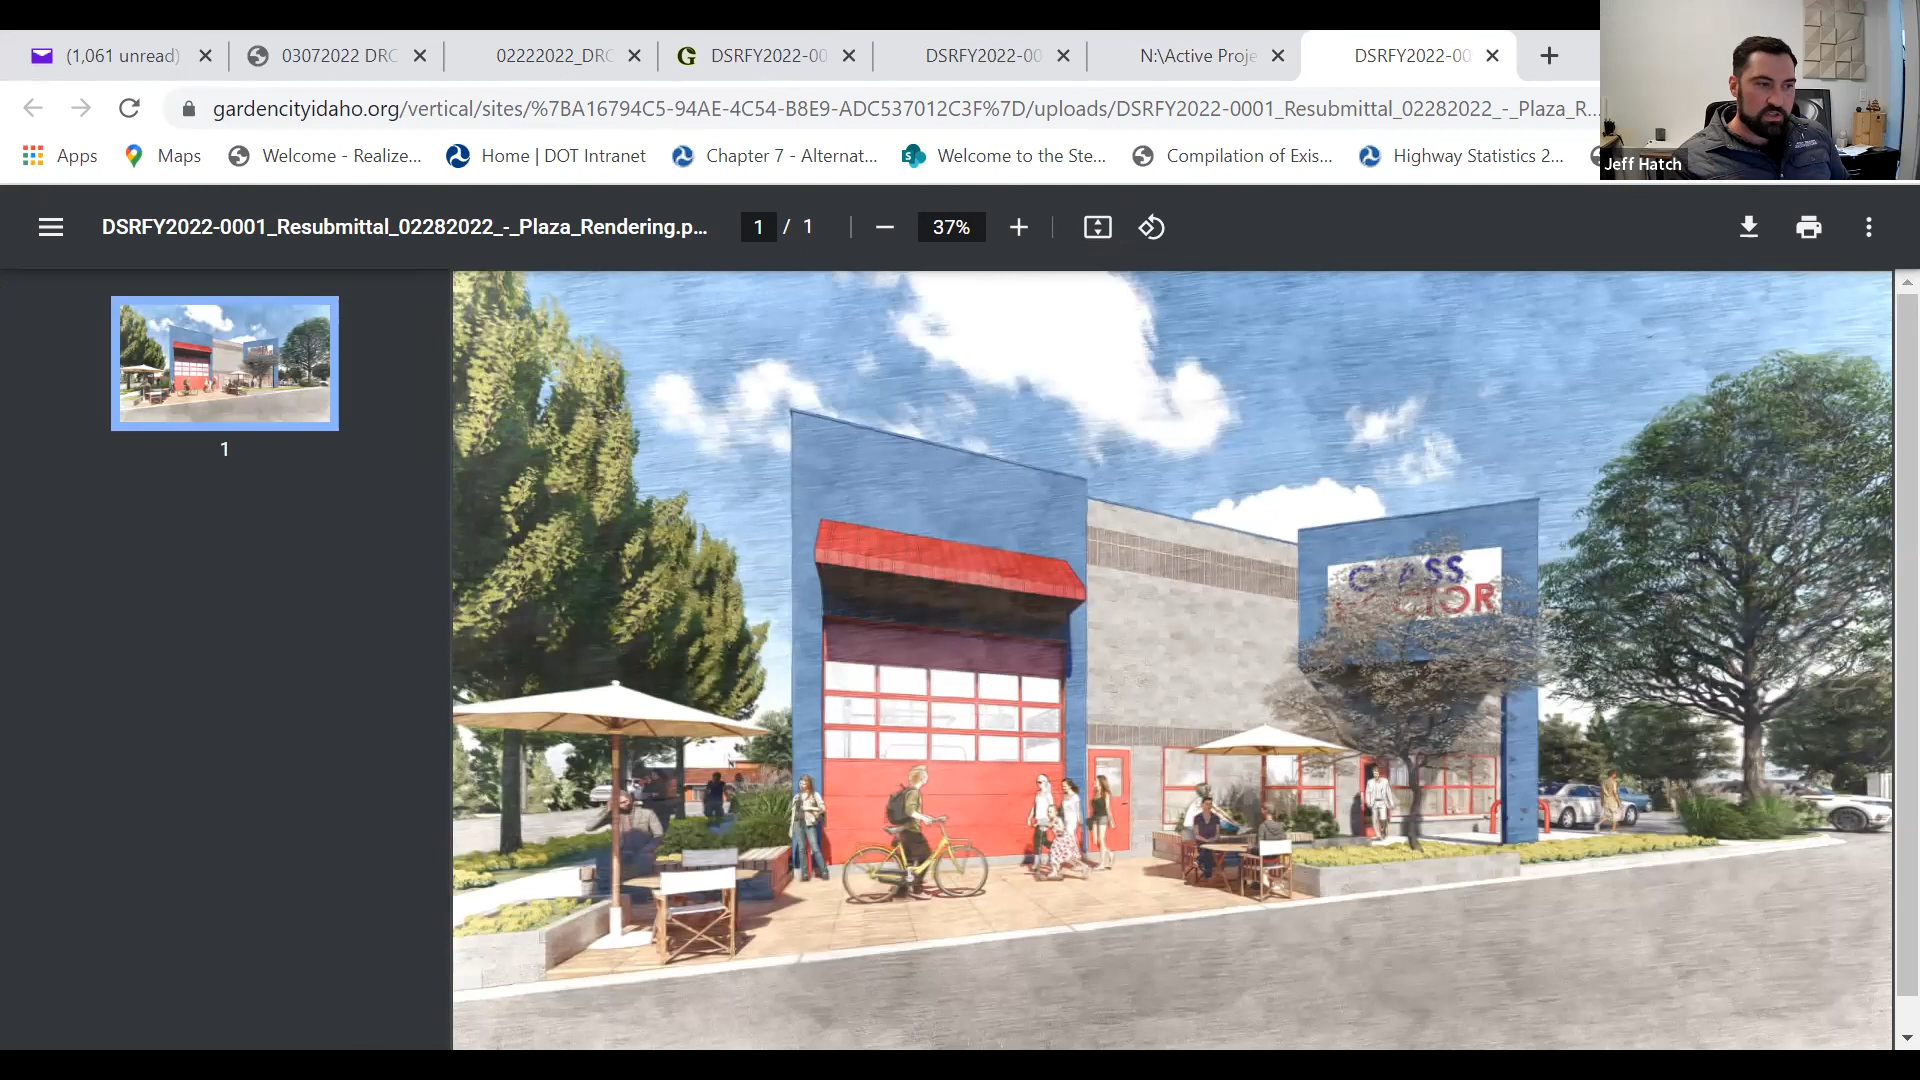 (1,061 unread)
03072022 DRC
02222022_DRC
DSRFY2022-00
DSRFY2022-00
N:\Active Proje
DSRFY2022-00
gardencityidaho.org/vertical/sites/%7BA16794C5-94AE-4C54-B8E9-ADC537012C3F%7D/uploads/DSRFY2022-0001_Resubmittal_02282022_-_Plaza_R...
Apps
Maps
Welcome - Realize...
Home | DOT Intranet
Chapter 7 - Alternat...
Welcome to the Ste...
Compilation of Exis...
Highway Statistics 2...
Jeff Hatch
DSRFY2022-0001_Resubmittal_02282022_-_Plaza_Rendering.p...
1 / 1
37%
1
GLASS